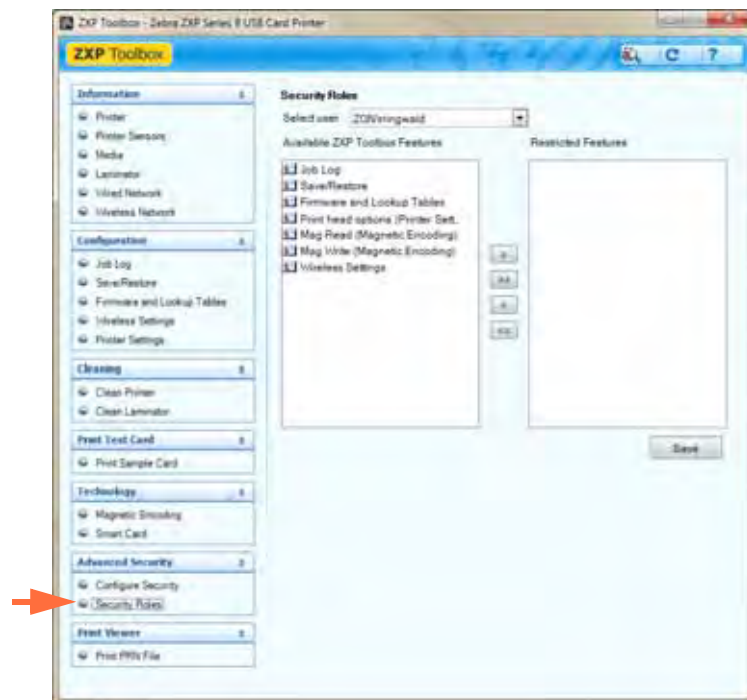 ZXP Toolbox - Zebra ZXP Series 8 USB Card Printer
ZXP Toolbox
?
Information
Printer
Printer Sensors
Media
Laminator
Wired Network
Wireless Network
Configuration
Job Log
Save/Restore
Firmware and Lookup Tables
Wireless Settings
Printer Settings
Cleaning
Clean Printer
Clean Laminator
Print Test Card
Print Sample Card
Technology
Magnetic Encoding
Smart Card
Advanced Security
Configure Security
Security Roles
Print Viewer
Print PRN File
Security Roles
Select user
Available ZXP Toolbox Features
Job Log
Save/Restore
Firmware and Lookup Tables
Print head options (Printer Sett.
Mag Read (Magnetic Encoding)
Mag Write (Magnetic Encoding)
Wireless Settings
>
>>
<
<<
Restricted Features
Save